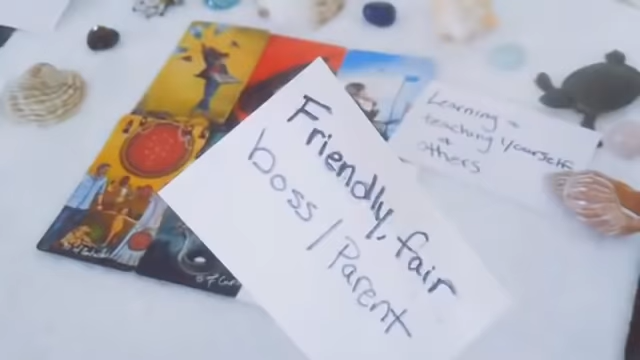 Friendly, fair
boss/Parent
Learning +
teaching yourself
+
others